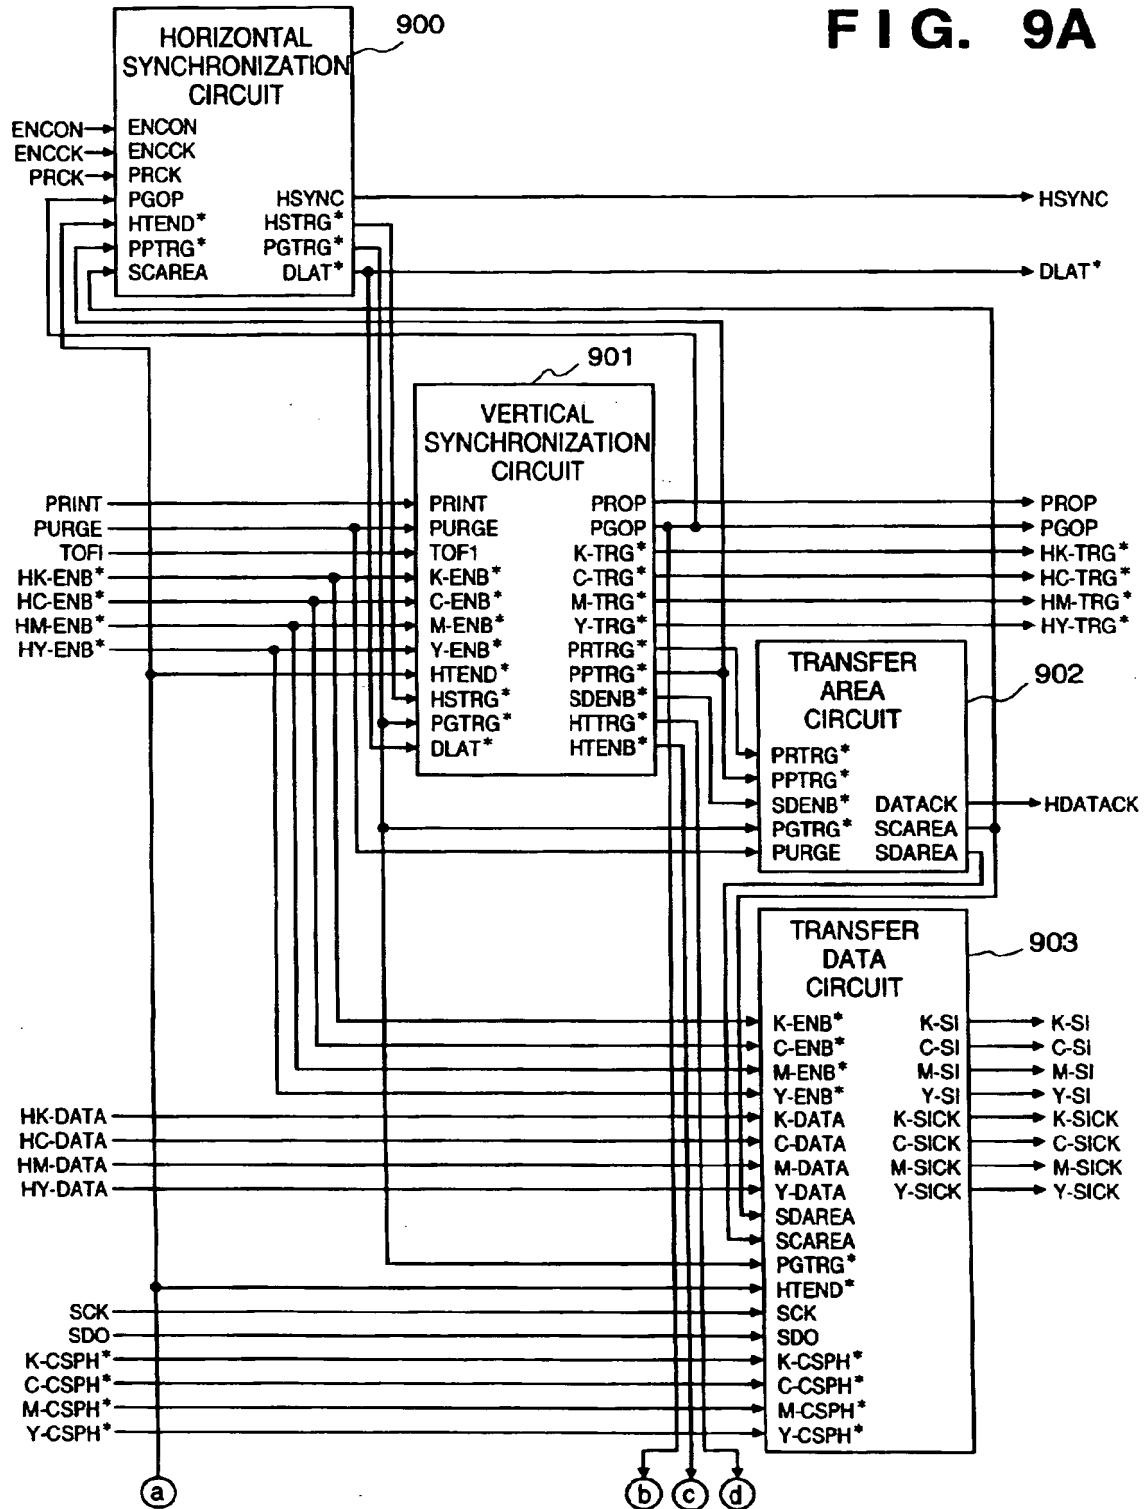 FIG. 9A
900
HORIZONTAL
SYNCHRONIZATION
CIRCUIT
ENCON ENCON
ENCCK ENCCK
PRCK PRCK
PGOP HSYNC HSYNC
HTEND* HSTRG*
PPTRG* PGTRG*
SCAREA DLAT* DLAT*
901
VERTICAL
SYNCHRONIZATION
CIRCUIT
PRINT PRINT PROP PROP
PURGE PURGE PGOP PGOP
TOFI TOF1 K-TRG* HK-TRG*
HK-ENB* K-ENB* C-TRG* HC-TRG*
HC-ENB* C-ENB* M-TRG* HM-TRG*
HM-ENB* M-ENB* Y-TRG* HY-TRG*
HY-ENB* Y-ENB* PRTRG*
HTEND* PPTRG*
HSTRG* SDENB*
PGTRG* HTTRG*
DLAT* HTENB*
902
TRANSFER
AREA
CIRCUIT
PRTRG*
PPTRG*
SDENB* DATACK HDATACK
PGTRG* SCAREA
PURGE SDAREA
903
TRANSFER
DATA
CIRCUIT
K-ENB* K-SI K-SI
C-ENB* C-SI C-SI
M-ENB* M-SI M-SI
Y-ENB* Y-SI Y-SI
HK-DATA K-DATA K-SICK K-SICK
HC-DATA C-DATA C-SICK C-SICK
HM-DATA M-DATA M-SICK M-SICK
HY-DATA Y-DATA Y-SICK Y-SICK
SDAREA
SCAREA
PGTRG*
HTEND*
SCK SCK
SDO SDO
K-CSPH* K-CSPH*
C-CSPH* C-CSPH*
M-CSPH* M-CSPH*
Y-CSPH* Y-CSPH*
a b c d